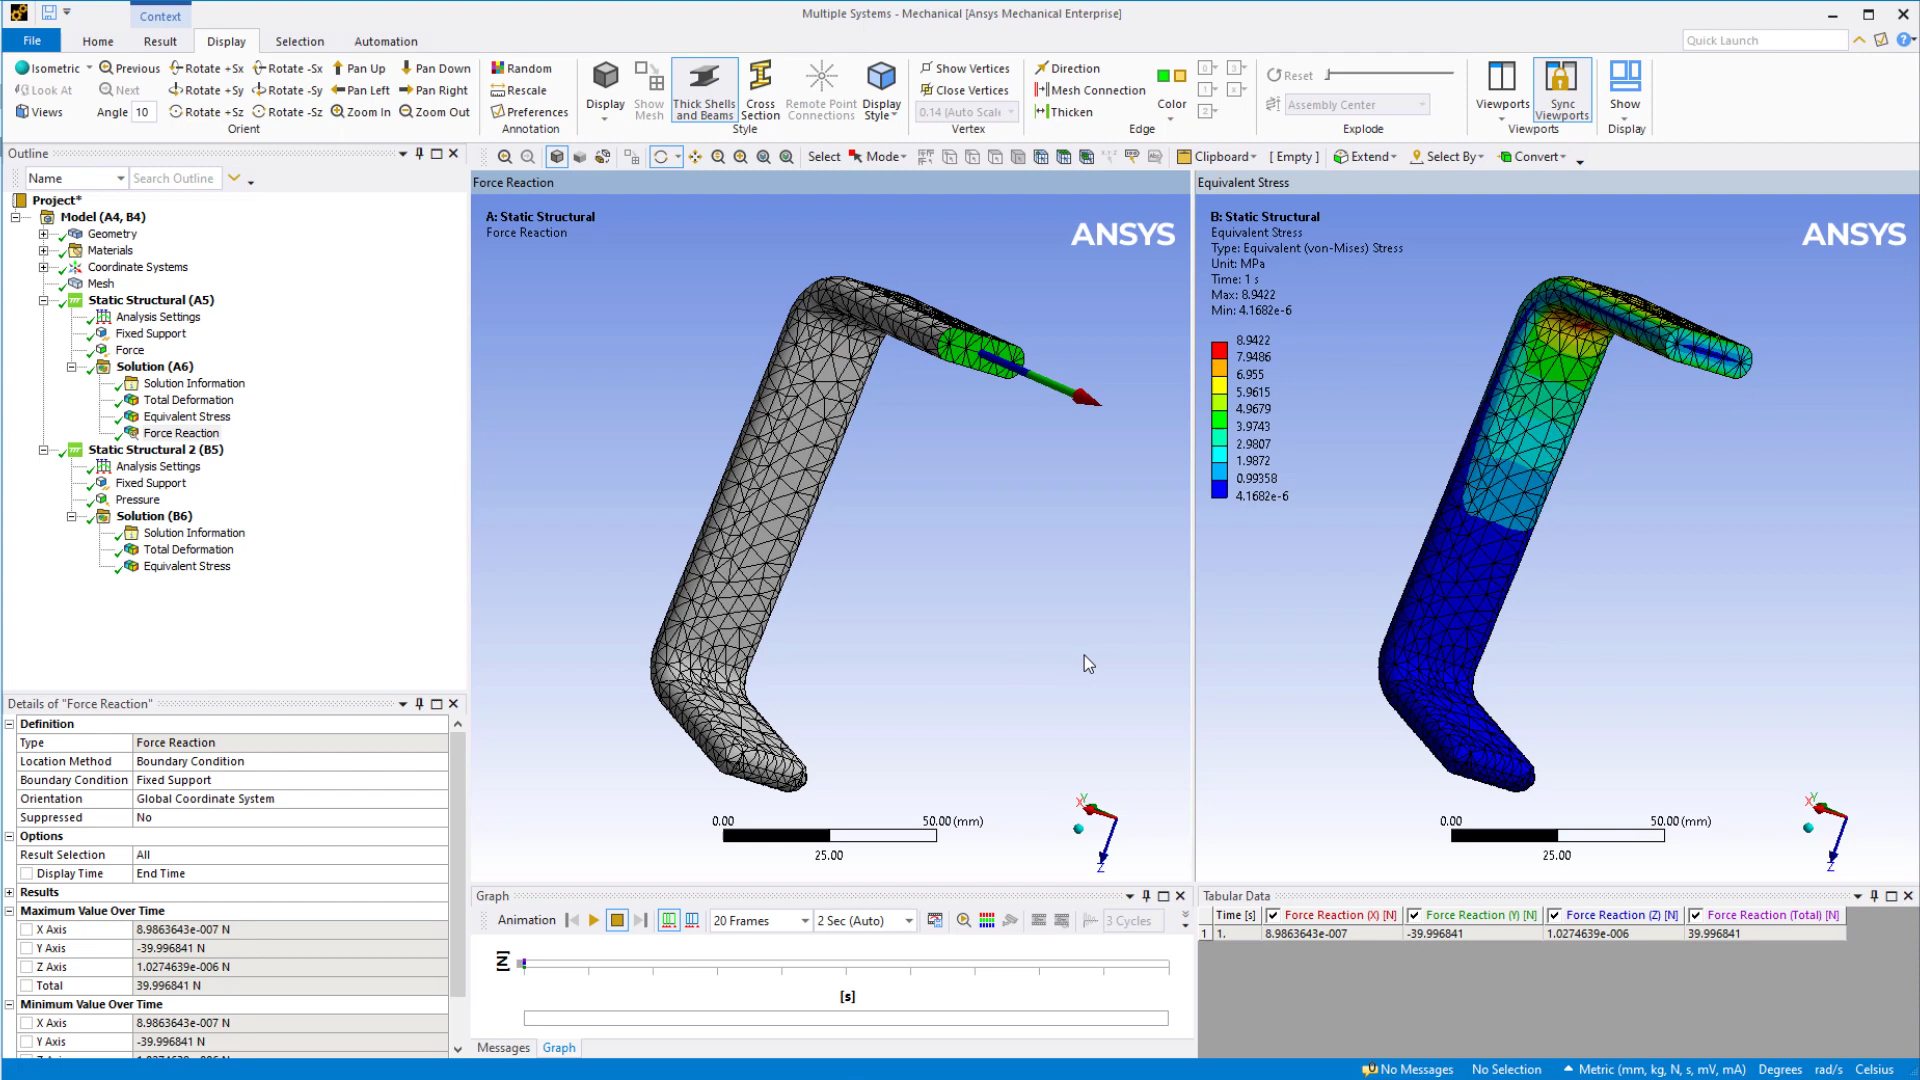 Multiple Systems - Mechanical [Ansys Mechanical Enterprise]
Context
File Home Result Display Selection Automation
Quick Launch
Isometric Previous Rotate +Sx Rotate -Sx Pan Up Pan Down
Look At Next Rotate +Sy Rotate -Sy Pan Left Pan Right
Views Angle 10 Rotate +Sz Rotate -Sz Zoom In Zoom Out
Orient
Random
Rescale
Preferences
Annotation
Display
Show Mesh
Thick Shells and Beams
Cross Section
Remote Point Connections
Display Style
Style
Show Vertices
Close Vertices
0.14 (Auto Scale
Vertex
Direction
Mesh Connection
Thicken
Color
Edge
Reset
Assembly Center
Explode
Viewports
Sync Viewports
Viewports
Show
Display
Outline
Name Search Outline
Select Mode Clipboard [ Empty ] Extend Select By Convert
Project*
Model (A4, B4)
Geometry
Materials
Coordinate Systems
Mesh
Static Structural (A5)
Analysis Settings
Fixed Support
Force
Solution (A6)
Solution Information
Total Deformation
Equivalent Stress
Force Reaction
Static Structural 2 (B5)
Analysis Settings
Fixed Support
Pressure
Solution (B6)
Solution Information
Total Deformation
Equivalent Stress
Force Reaction
A: Static Structural
Force Reaction
ANSYS
0.00 50.00 (mm)
25.00
X Y
Z
Equivalent Stress
B: Static Structural
Equivalent Stress
Type: Equivalent (von-Mises) Stress
Unit: MPa
Time: 1 s
Max: 8.9422
Min: 4.1682e-6
ANSYS
8.9422
7.9486
6.955
5.9615
4.9679
3.9743
2.9807
1.9872
0.99358
4.1682e-6
0.00 50.00 (mm)
25.00
X Y
Z
Details of "Force Reaction"
Definition
Type Force Reaction
Location Method Boundary Condition
Boundary Condition Fixed Support
Orientation Global Coordinate System
Suppressed No
Options
Result Selection All
Display Time End Time
Results
Maximum Value Over Time
X Axis 8.9863643e-007 N
Y Axis -39.996841 N
Z Axis 1.0274639e-006 N
Total 39.996841 N
Minimum Value Over Time
X Axis 8.9863643e-007 N
Y Axis -39.996841 N
Graph
Animation 20 Frames 2 Sec (Auto) 3 Cycles
[N]
[s]
Messages Graph
Tabular Data
Time [s] Force Reaction (X) [N] Force Reaction (Y) [N] Force Reaction (Z) [N] Force Reaction (Total) [N]
1 1. 8.9863643e-007 -39.996841 1.0274639e-006 39.996841
No Messages No Selection Metric (mm, kg, N, s, mV, mA) Degrees rad/s Celsius